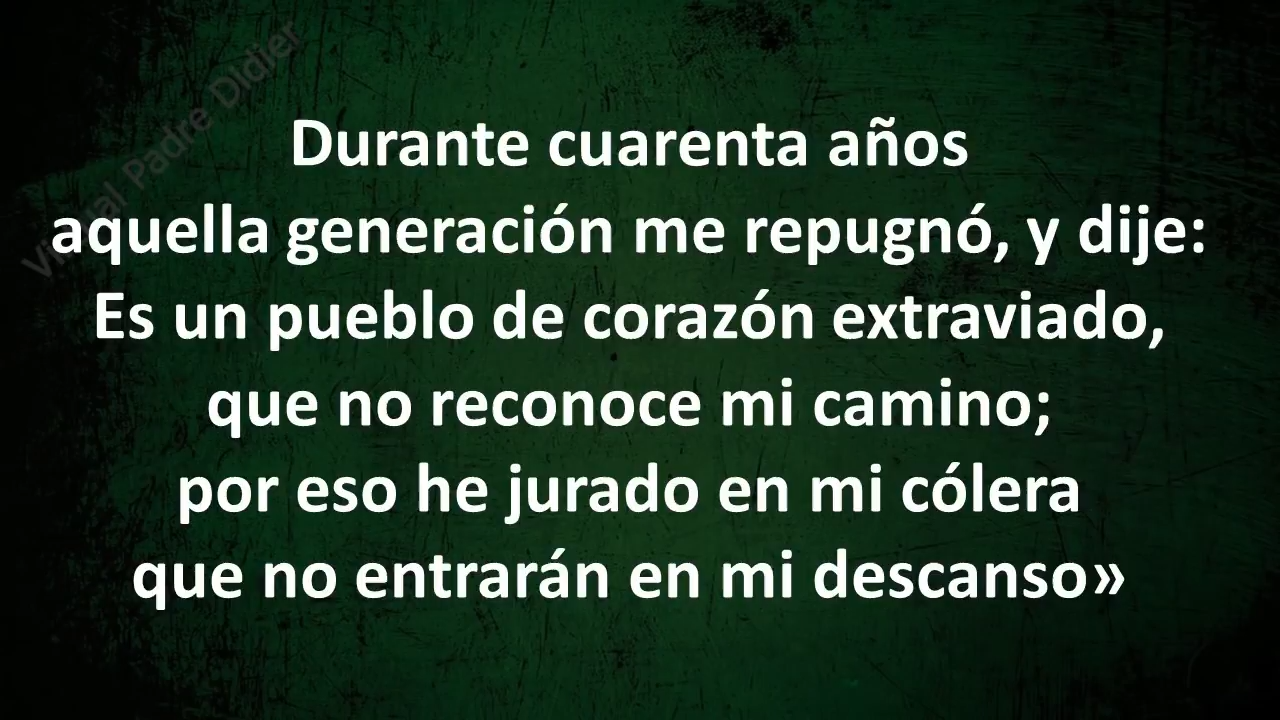 Durante cuarenta años
aquella generación me repugnó, y dije:
Es un pueblo de corazón extraviado,
que no reconoce mi camino;
por eso he jurado en mi cólera
que no entrarán en mi descanso»
Padre Didier